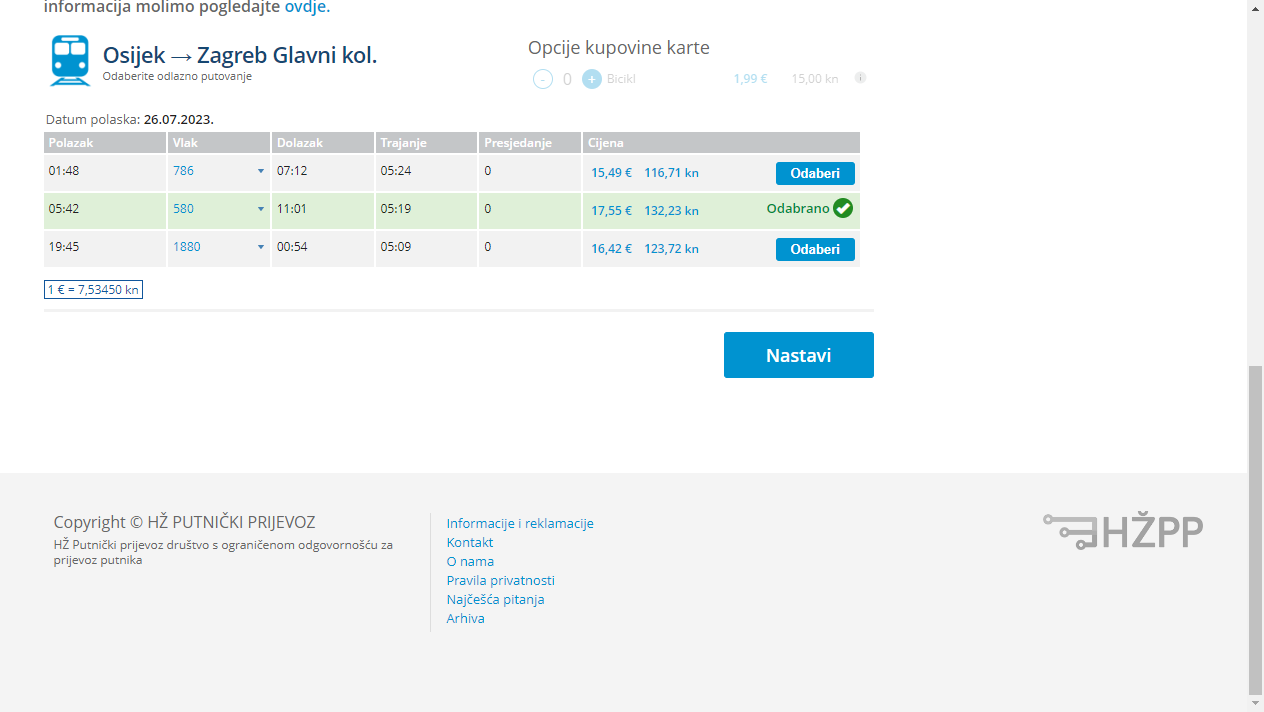 informacija molimo pogledajte ovdje.
Osijek → Zagreb Glavni kol.
Odaberite odlazno putovanje
Opcije kupovine karte
- 0 + Bicikl 1,99 € 15,00 kn i
Datum polaska: 26.07.2023.
Polazak Vlak Dolazak Trajanje Presjedanje Cijena
01:48 786 07:12 05:24 0 15,49 € 116,71 kn Odaberi
05:42 580 11:01 05:19 0 17,55 € 132,23 kn Odabrano
19:45 1880 00:54 05:09 0 16,42 € 123,72 kn Odaberi
1 € = 7,53450 kn
Nastavi
Copyright © HŽ PUTNIČKI PRIJEVOZ
HŽ Putnički prijevoz društvo s ograničenom odgovornošću za
prijevoz putnika
Informacije i reklamacije
Kontakt
O nama
Pravila privatnosti
Najčešća pitanja
Arhiva
HŽPP